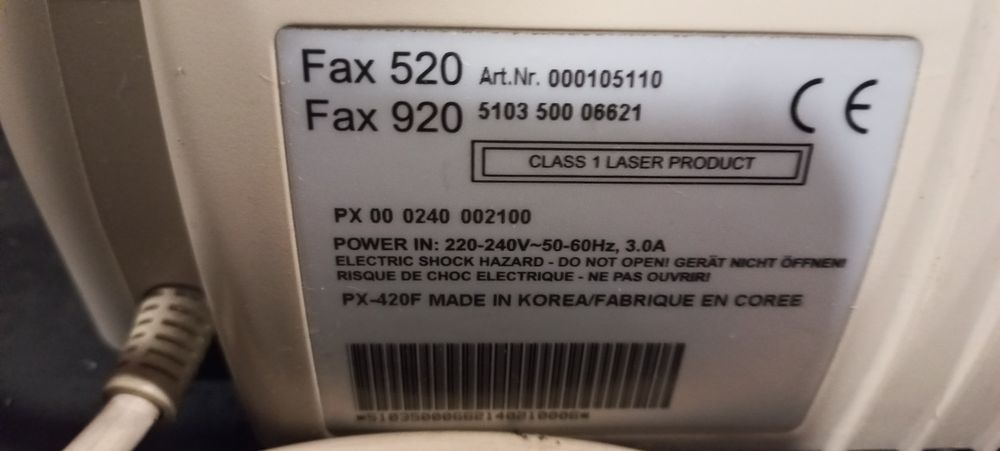 Fax 520 Art.Nr. 000105110
Fax 920 5103 500 06621
CE
CLASS 1 LASER PRODUCT
PX 00 0240 002100
POWER IN: 220-240V~50-60Hz, 3.0A
ELECTRIC SHOCK HAZARD - DO NOT OPEN! GERÄT NICHT ÖFFNEN!
RISQUE DE CHOC ELECTRIQUE - NE PAS OUVRIR!
PX-420F MADE IN KOREA/FABRIQUE EN COREE